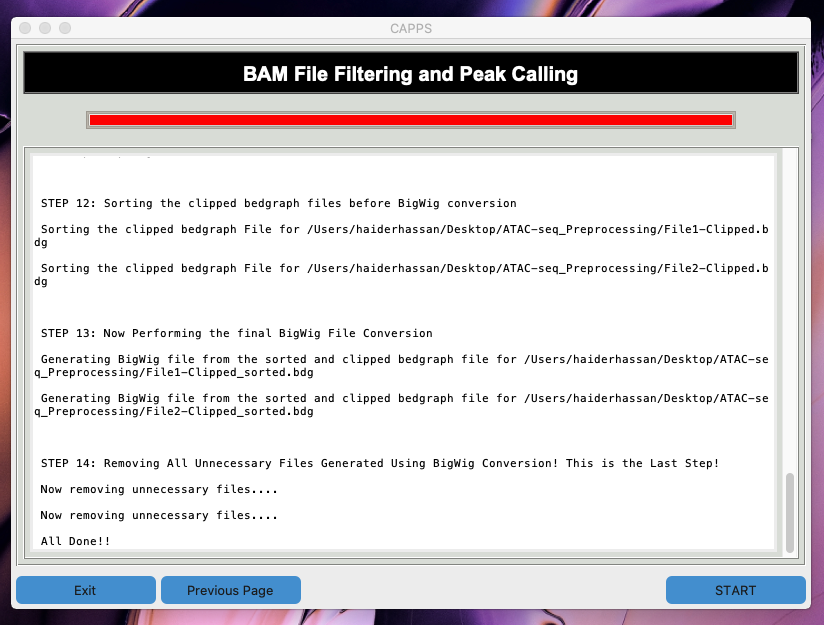 CAPPS
BAM File Filtering and Peak Calling
STEP 12: Sorting the clipped bedgraph files before BigWig conversion
Sorting the clipped bedgraph File for /Users/haiderhassan/Desktop/ATAC-seq_Preprocessing/File1-Clipped.b
dg
Sorting the clipped bedgraph File for /Users/haiderhassan/Desktop/ATAC-seq_Preprocessing/File2-Clipped.b
dg
STEP 13: Now Performing the final BigWig File Conversion
Generating BigWig file from the sorted and clipped bedgraph file for /Users/haiderhassan/Desktop/ATAC-se
q_Preprocessing/File1-Clipped_sorted.bdg
Generating BigWig file from the sorted and clipped bedgraph file for /Users/haiderhassan/Desktop/ATAC-se
q_Preprocessing/File2-Clipped_sorted.bdg
STEP 14: Removing All Unnecessary Files Generated Using BigWig Conversion! This is the Last Step!
Now removing unnecessary files....
Now removing unnecessary files....
All Done!!
Exit
Previous Page
START